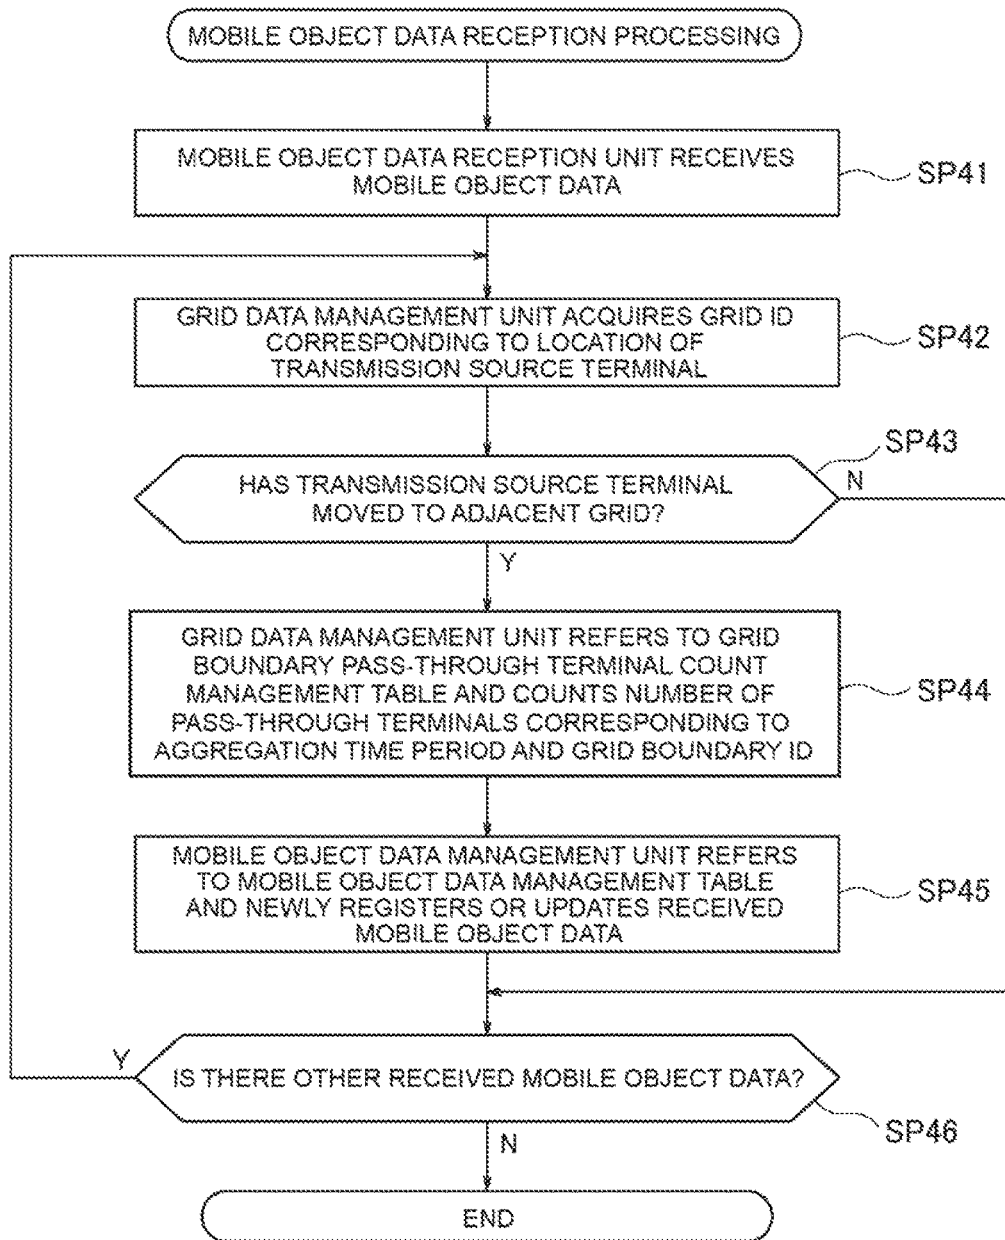 MOBILE OBJECT DATA RECEPTION PROCESSING
MOBILE OBJECT DATA RECEPTION UNIT RECEIVES
MOBILE OBJECT DATA
SP41
GRID DATA MANAGEMENT UNIT ACQUIRES GRID ID
CORRESPONDING TO LOCATION OF
TRANSMISSION SOURCE TERMINAL
SP42
SP43
HAS TRANSMISSION SOURCE TERMINAL
MOVED TO ADJACENT GRID?
N
Y
GRID DATA MANAGEMENT UNIT REFERS TO GRID
BOUNDARY PASS-THROUGH TERMINAL COUNT
MANAGEMENT TABLE AND COUNTS NUMBER OF
PASS-THROUGH TERMINALS CORRESPONDING TO
AGGREGATION TIME PERIOD AND GRID BOUNDARY ID
SP44
MOBILE OBJECT DATA MANAGEMENT UNIT REFERS
TO MOBILE OBJECT DATA MANAGEMENT TABLE
AND NEWLY REGISTERS OR UPDATES RECEIVED
MOBILE OBJECT DATA
SP45
Y
IS THERE OTHER RECEIVED MOBILE OBJECT DATA?
SP46
N
END